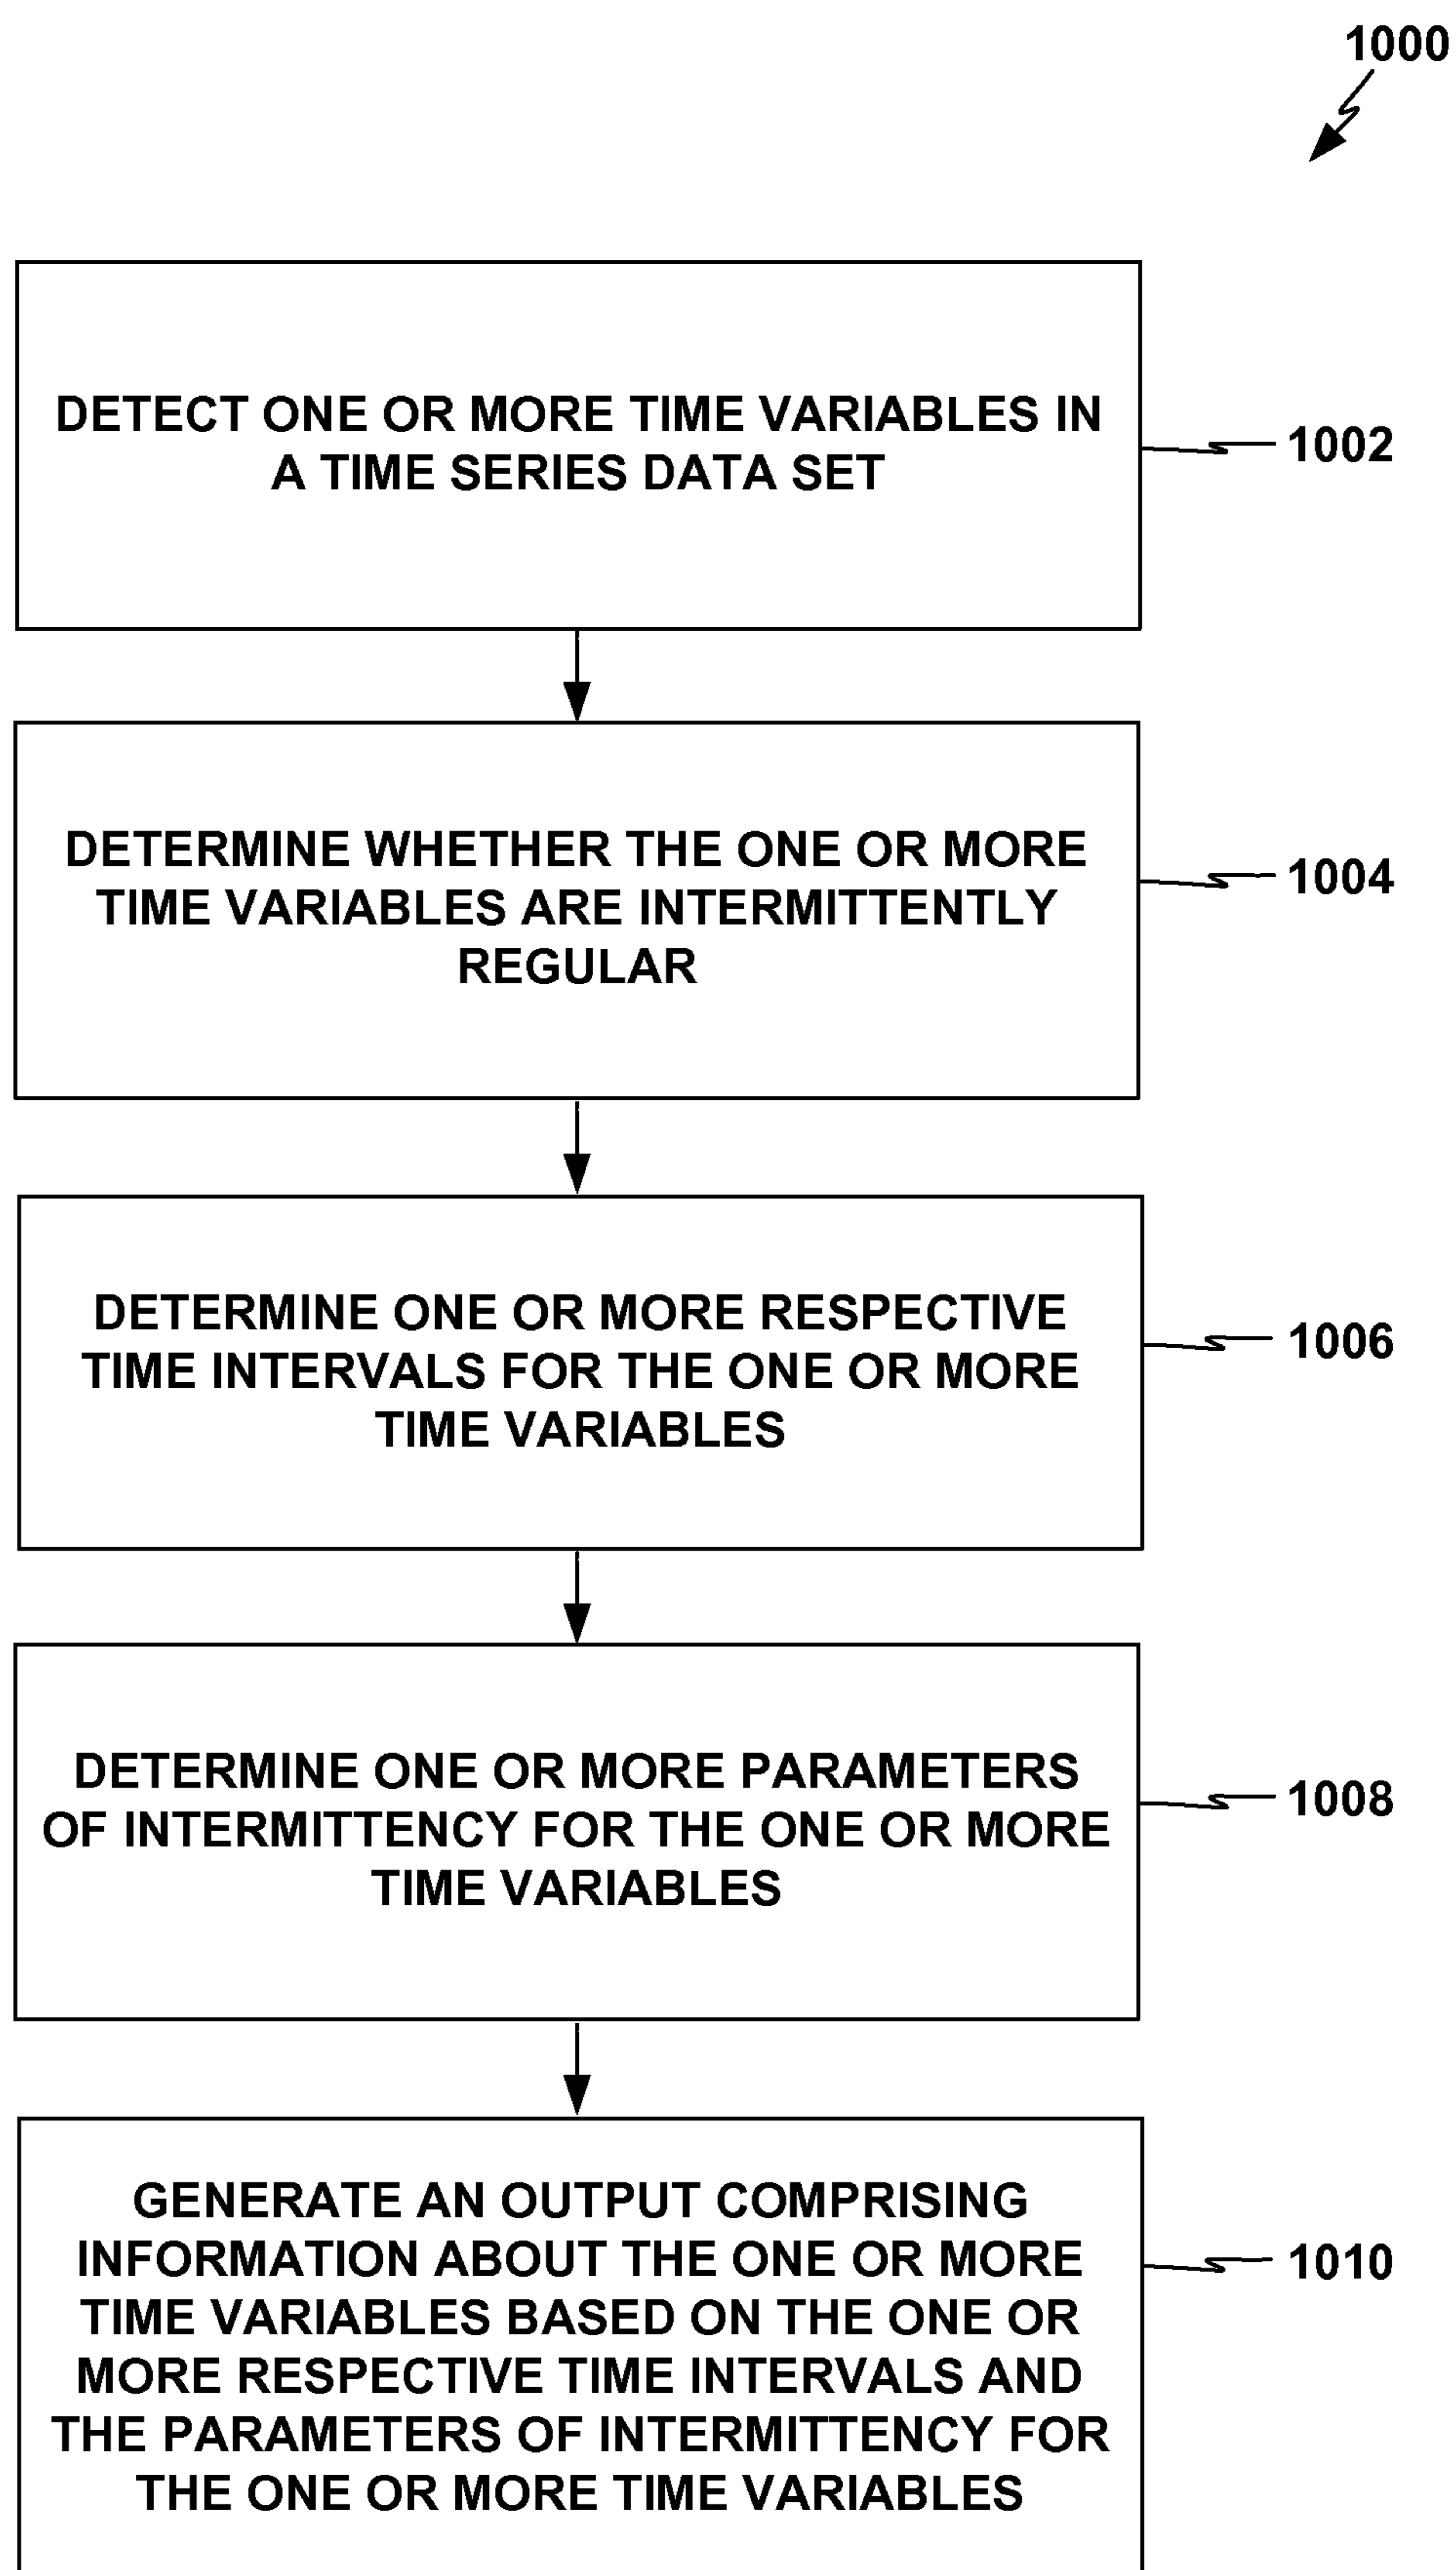 1000
DETECT ONE OR MORE TIME VARIABLES IN
A TIME SERIES DATA SET
1002
DETERMINE WHETHER THE ONE OR MORE
TIME VARIABLES ARE INTERMITTENTLY
REGULAR
1004
DETERMINE ONE OR MORE RESPECTIVE
TIME INTERVALS FOR THE ONE OR MORE
TIME VARIABLES
1006
DETERMINE ONE OR MORE PARAMETERS
OF INTERMITTENCY FOR THE ONE OR MORE
TIME VARIABLES
1008
GENERATE AN OUTPUT COMPRISING
INFORMATION ABOUT THE ONE OR MORE
TIME VARIABLES BASED ON THE ONE OR
MORE RESPECTIVE TIME INTERVALS AND
THE PARAMETERS OF INTERMITTENCY FOR
THE ONE OR MORE TIME VARIABLES
1010